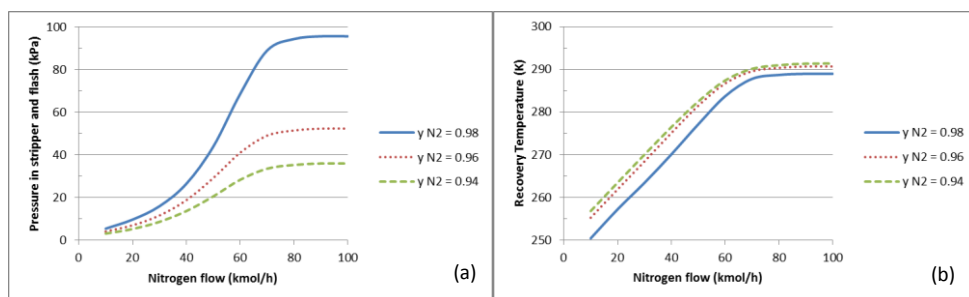 Pressure in stripper and flash (kPa)
100
80
60
40
20
0
0
20
40
60
80
100
Nitrogen flow (kmol/h)
y N2 = 0.98
y N2 = 0.96
y N2 = 0.94
(a)
Recovery Temperature (K)
300
290
280
270
260
250
0
20
40
60
80
100
Nitrogen flow (kmol/h)
y N2 = 0.98
y N2 = 0.96
y N2 = 0.94
(b)